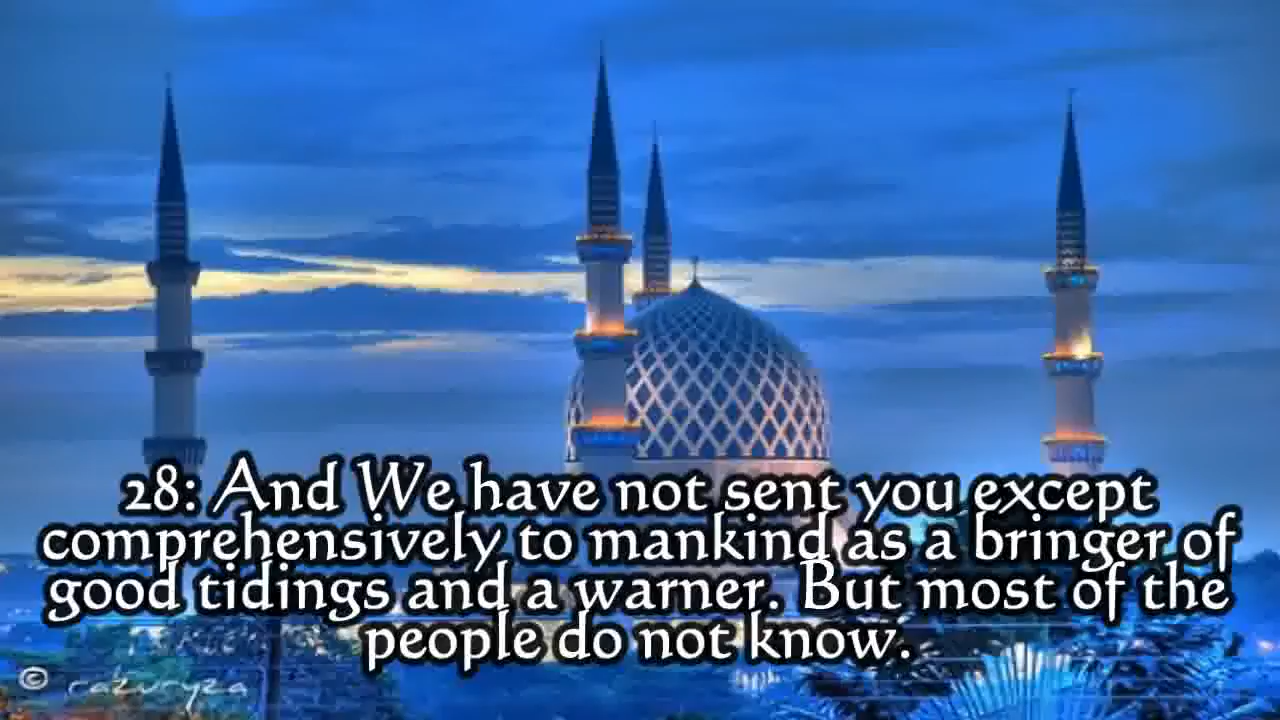 28: And We have not sent you except
comprehensively to mankind as a bringer of
good tidings and a warner. But most of the
people do not know.
©